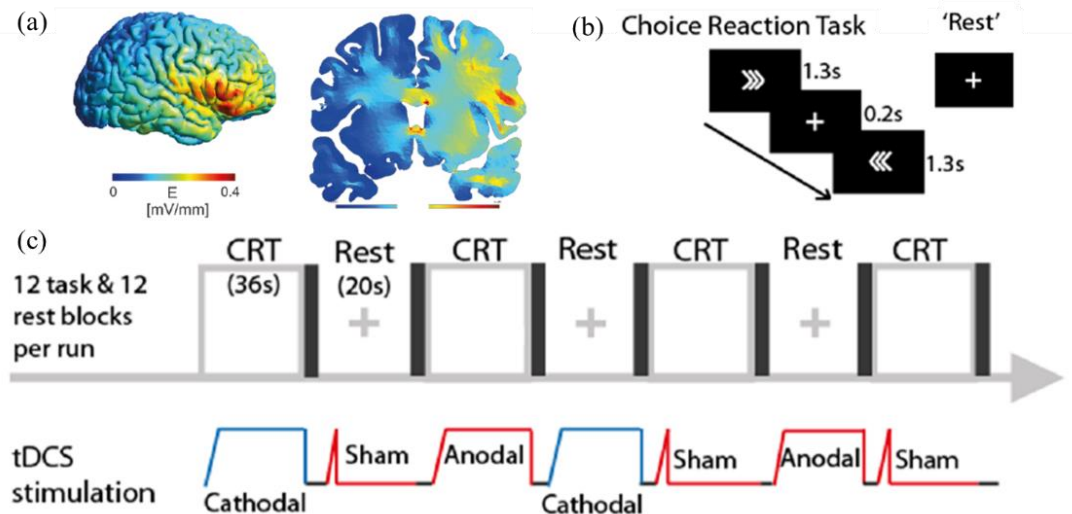 (a)
0 E 0.4
[mV/mm]
(b) Choice Reaction Task 'Rest'
1.3s
0.2s
1.3s
(c)
CRT Rest CRT Rest CRT Rest CRT
(36s) (20s)
12 task & 12
rest blocks
per run
tDCS
stimulation
Cathodal Sham Anodal Cathodal Sham Anodal Sham